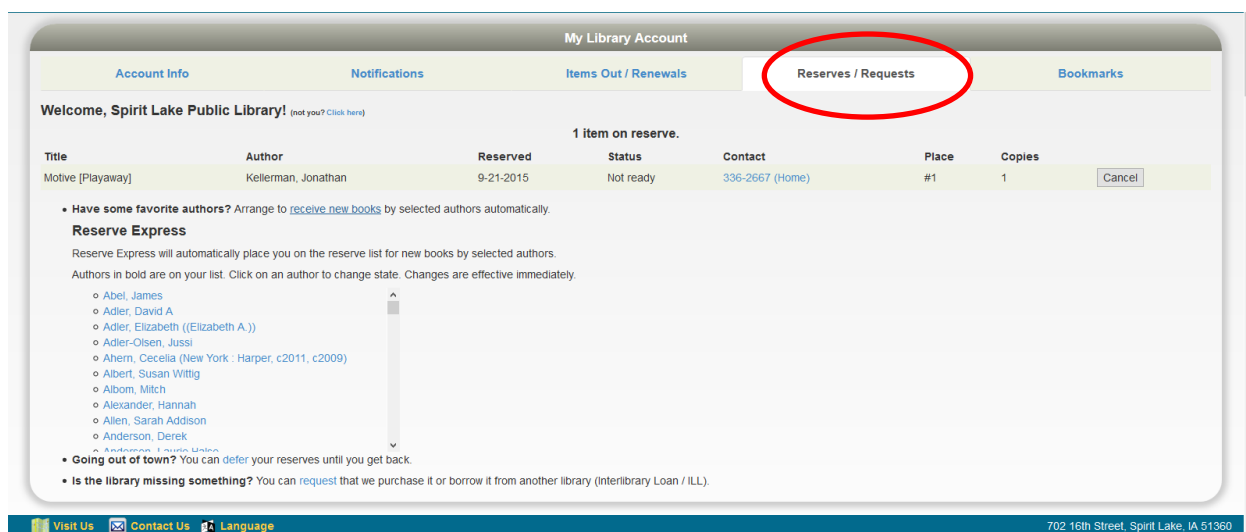 My Library Account
Account Info Notifications Items Out / Renewals Reserves / Requests Bookmarks
Welcome, Spirit Lake Public Library! (not you? Click here)
1 item on reserve.
Title Author Reserved Status Contact Place Copies
Motive [Playaway] Kellerman, Jonathan 9-21-2015 Not ready 336-2667 (Home) #1 1 Cancel
• Have some favorite authors? Arrange to receive new books by selected authors automatically.
Reserve Express
Reserve Express will automatically place you on the reserve list for new books by selected authors.
Authors in bold are on your list. Click on an author to change state. Changes are effective immediately.
Abel, James
Adler, David A
Adler, Elizabeth ((Elizabeth A.))
Adler-Olsen, Jussi
Ahern, Cecelia (New York : Harper, c2011, c2009)
Albert, Susan Wittig
Albom, Mitch
Alexander, Hannah
Allen, Sarah Addison
Anderson, Derek
Anderson, Laurie Halse
• Going out of town? You can defer your reserves until you get back.
• Is the library missing something? You can request that we purchase it or borrow it from another library (Interlibrary Loan / ILL).
Visit Us Contact Us Language 702 16th Street, Spirit Lake, IA 51360